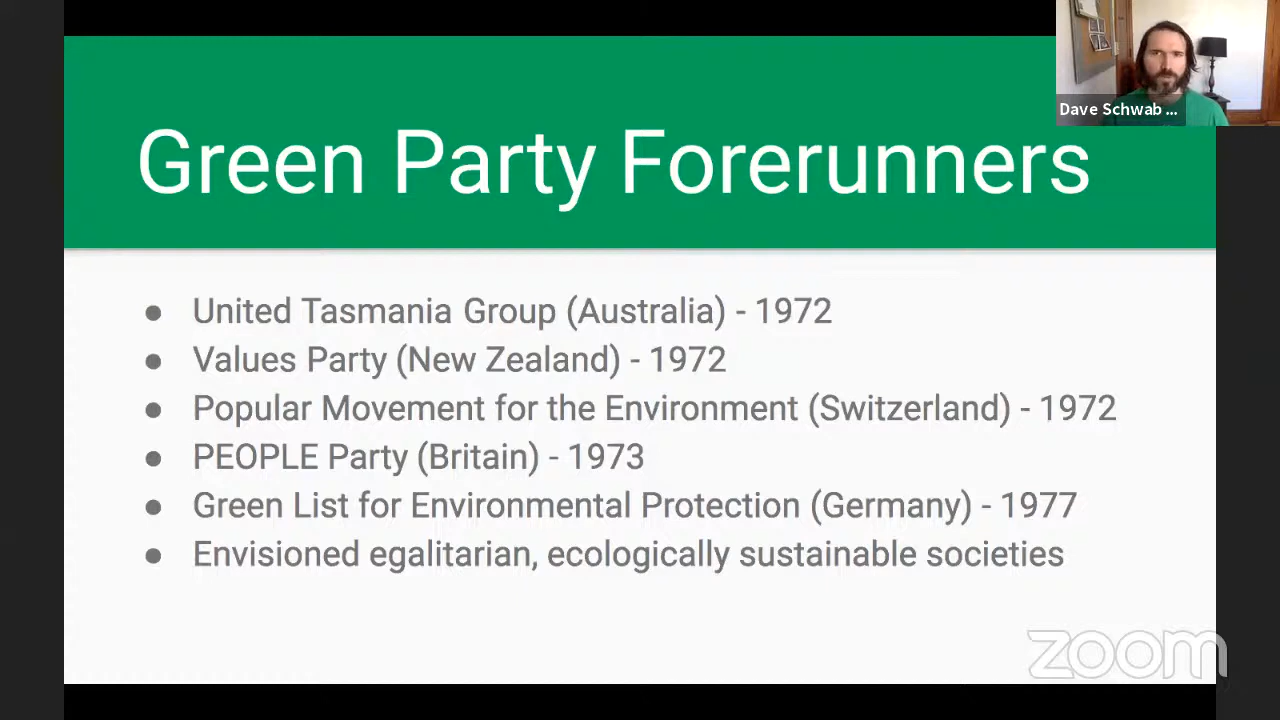 Dave Schwab ...
Green Party Forerunners
● United Tasmania Group (Australia) - 1972
● Values Party (New Zealand) - 1972
● Popular Movement for the Environment (Switzerland) - 1972
● PEOPLE Party (Britain) - 1973
● Green List for Environmental Protection (Germany) - 1977
● Envisioned egalitarian, ecologically sustainable societies
zoom